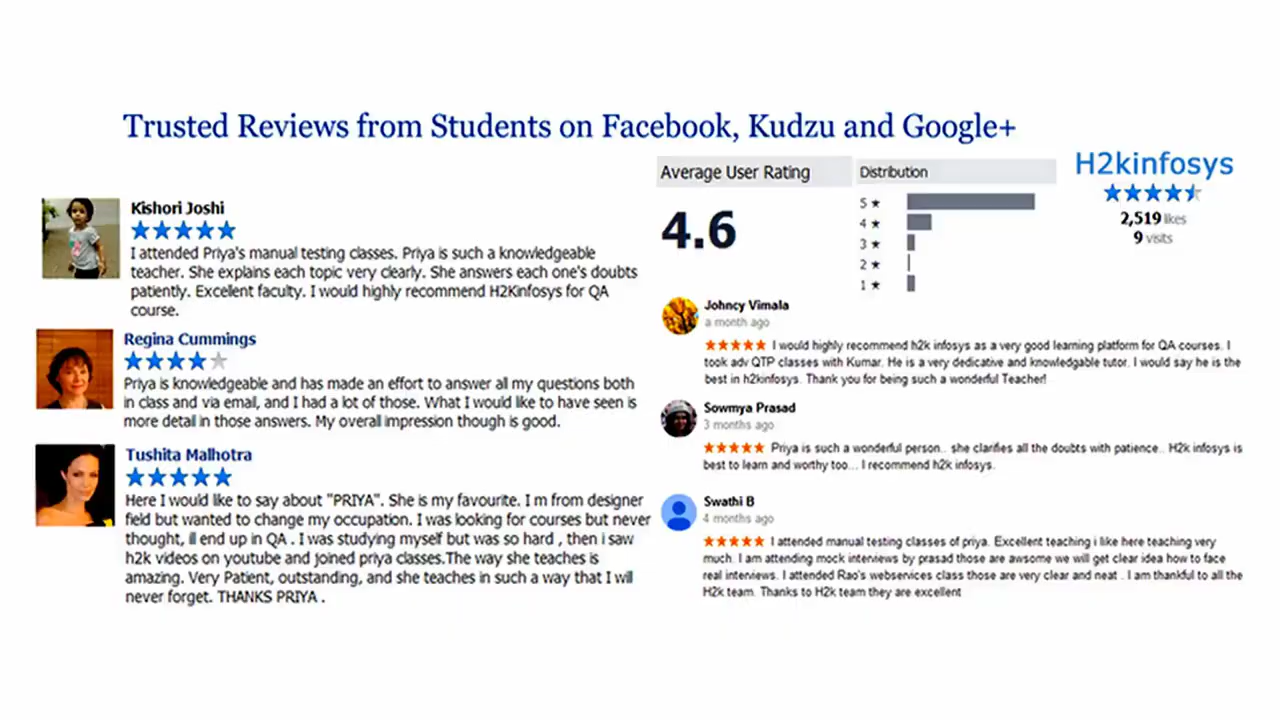 Trusted Reviews from Students on Facebook, Kudzu and Google+
Kishori Joshi
I attended Priya's manual testing classes. Priya is such a knowledgeable
teacher. She explains each topic very clearly. She answers each one's doubts
patiently. Excellent faculty. I would highly recommend H2Kinfosys for QA
course.
Regina Cummings
Priya is knowledgeable and has made an effort to answer all my questions both
in class and via email, and I had a lot of those. What I would like to have seen is
more detail in those answers. My overall impression though is good.
Tushita Malhotra
Here I would like to say about "PRIYA". She is my favourite. I m from designer
field but wanted to change my occupation. I was looking for courses but never
thought, ill end up in QA . I was studying myself but was so hard , then i saw
h2k videos on youtube and joined priya classes.The way she teaches is
amazing. Very Patient, outstanding, and she teaches in such a way that I will
never forget. THANKS PRIYA .
Average User Rating
4.6
Distribution
5 ★
4 ★
3 ★
2 ★
1 ★
H2kinfosys
2,519 likes
9 visits
Johncy Vimala
a month ago
I would highly recommend h2k infosys as a very good learning platform for QA courses. I
took adv QTP classes with Kumar. He is a very dedicative and knowledgable tutor. I would say he is the
best in h2kinfosys. Thank you for being such a wonderful Teacher!
Sowmya Prasad
3 months ago
Priya is such a wonderful person.. she clarifies all the doubts with patience.. H2k infosys is
best to learn and worthy too... I recommend h2k infosys.
Swathi B
4 months ago
I attended manual testing classes of priya. Excellent teaching i like here teaching very
much. I am attending mock interviews by prasad those are awsome we will get clear idea how to face
real interviews. I attended Rao's webservices class those are very clear and neat . I am thankful to all the
H2k team. Thanks to H2k team they are excellent